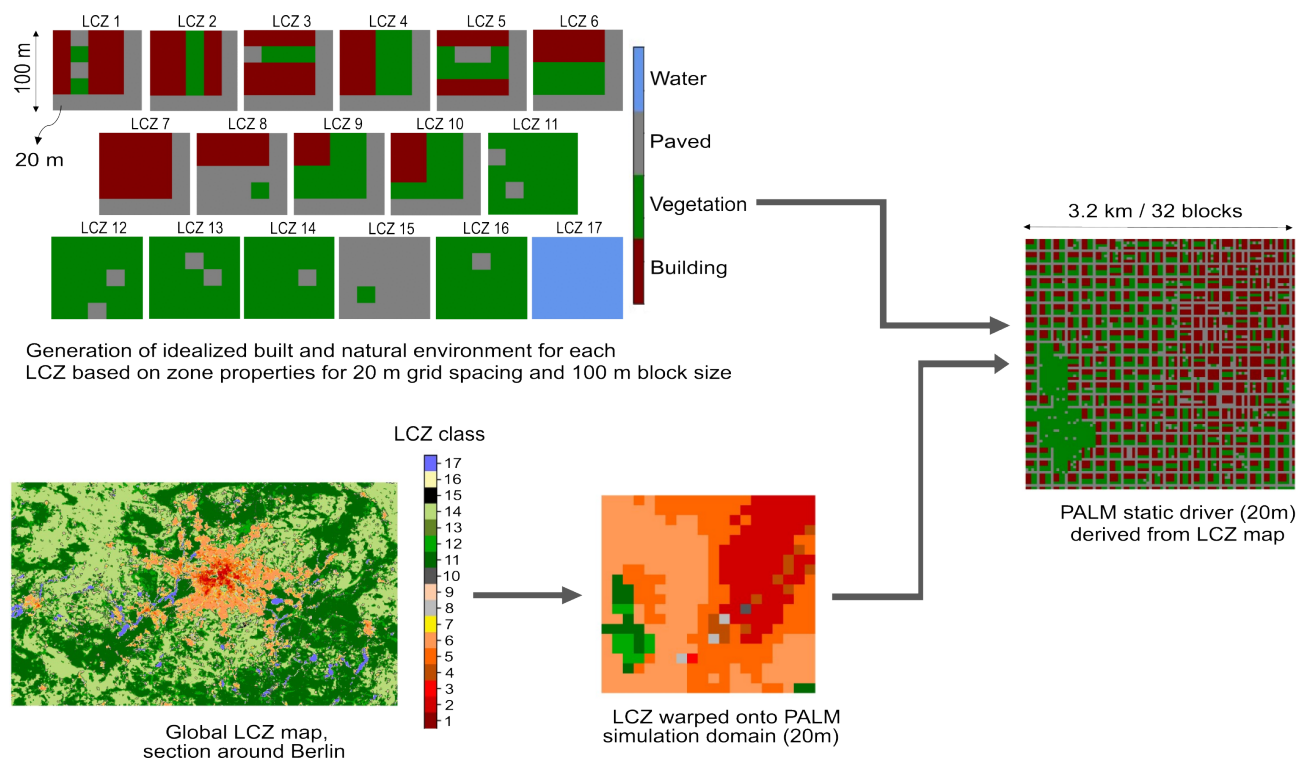 LCZ 1
LCZ 2
LCZ 3
LCZ 4
LCZ 5
LCZ 6
100 m
20 m
LCZ 7
LCZ 8
LCZ 9
LCZ 10
LCZ 11
LCZ 12
LCZ 13
LCZ 14
LCZ 15
LCZ 16
LCZ 17
Water
Paved
Vegetation
Building
Generation of idealized built and natural environment for each
LCZ based on zone properties for 20 m grid spacing and 100 m block size
3.2 km / 32 blocks
PALM static driver (20m)
derived from LCZ map
LCZ class
17
16
15
14
13
12
11
10
9
8
7
6
5
4
3
2
1
Global LCZ map,
section around Berlin
LCZ warped onto PALM
simulation domain (20m)